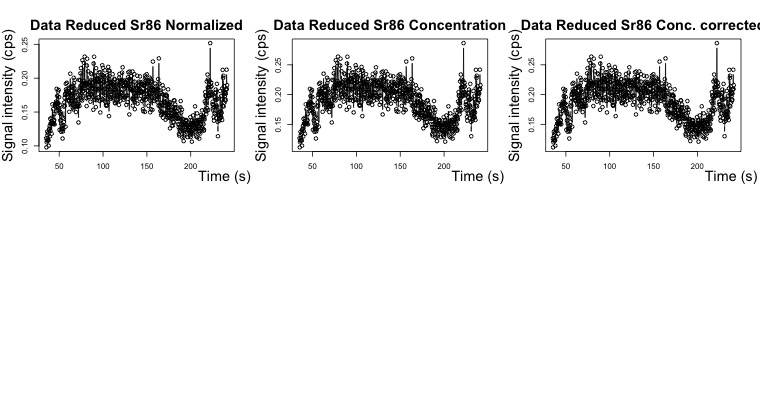 Data Reduced Sr86 Normalized
Signal intensity (cps)
0.25
0.20
0.15
0.10
50 100 150 200
Time (s)
Data Reduced Sr86 Concentration
Signal intensity (cps)
0.25
0.20
0.15
50 100 150 200
Time (s)
Data Reduced Sr86 Conc. corrected
Signal intensity (cps)
0.25
0.20
0.15
50 100 150 200
Time (s)